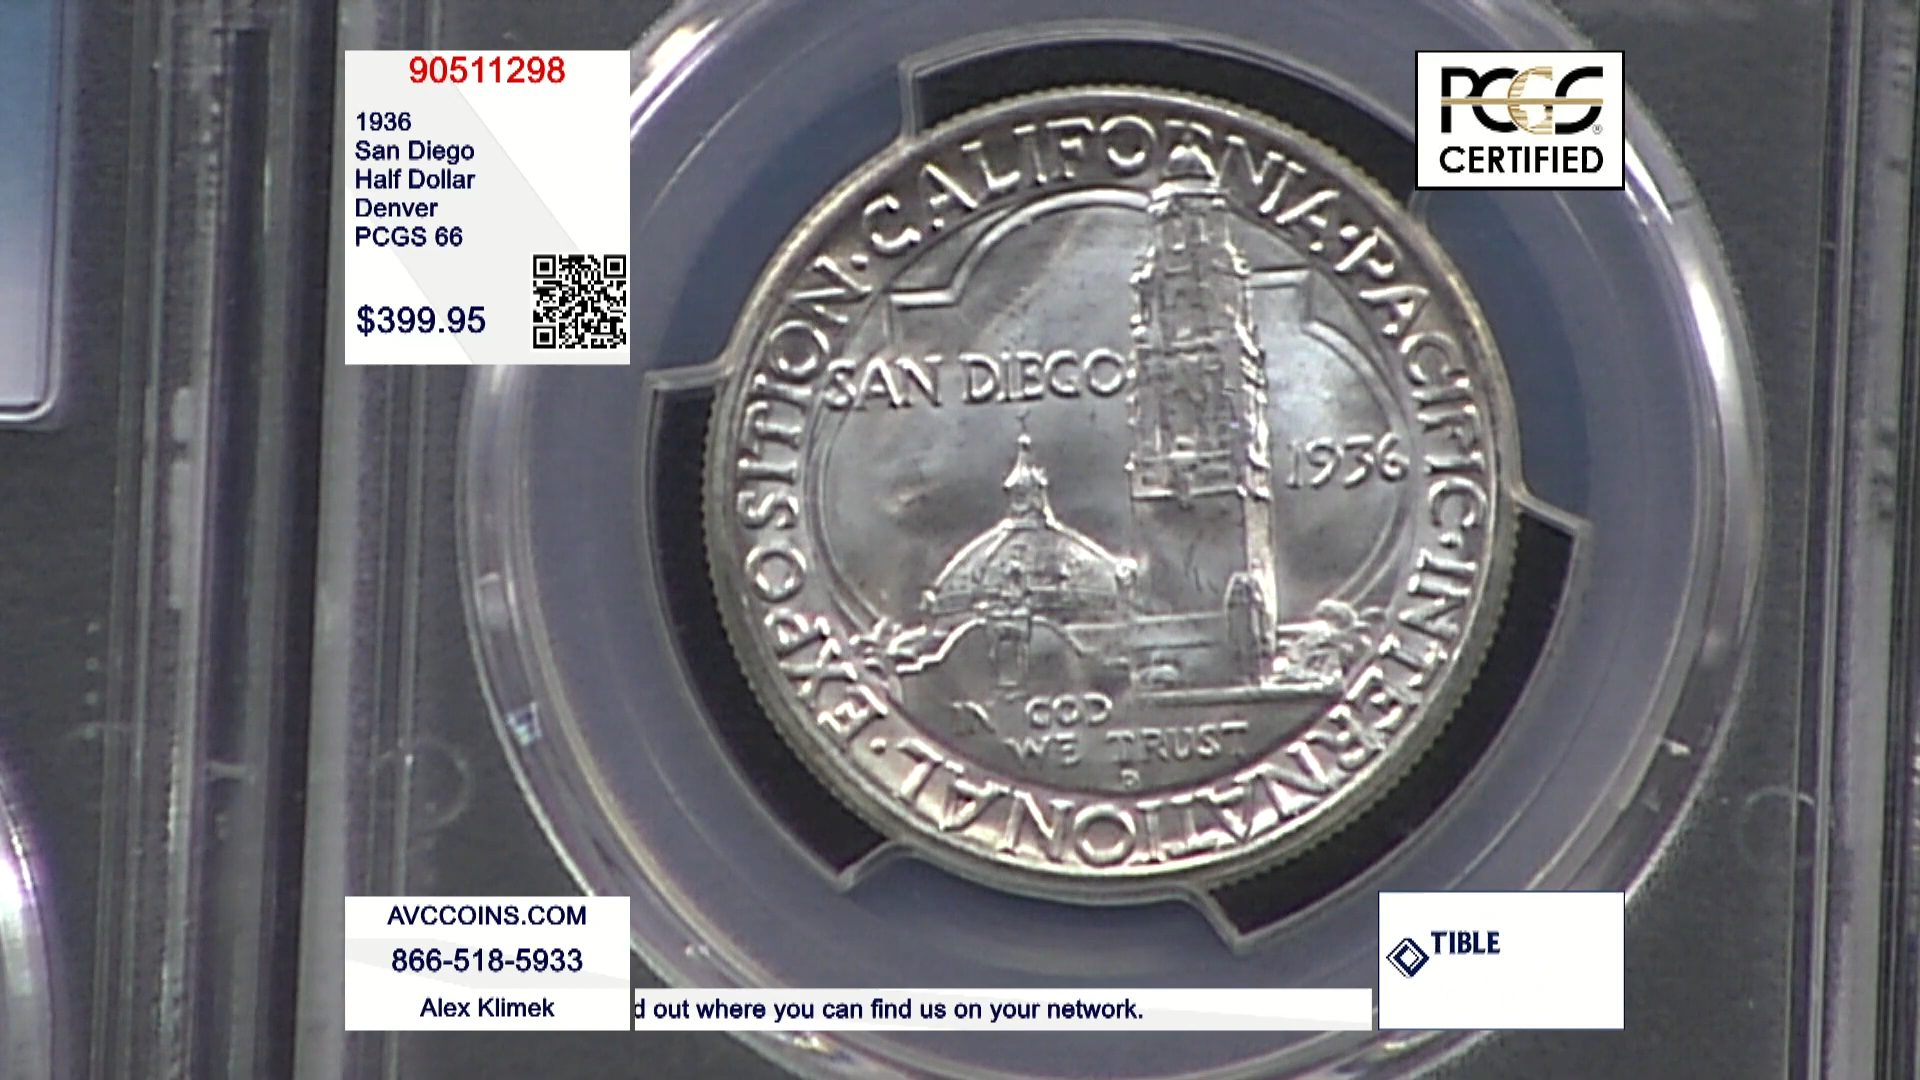 90511298
1936
San Diego
Half Dollar
Denver
PCGS 66
$399.95
PCGS
CERTIFIED
CALIFORNIA · PACIFIC · INTERNATIONAL · EXPOSITION ·
SAN DIEGO
1936
IN GOD
WE TRUST
D
AVCCOINS.COM
866-518-5933
Alex Klimek
d out where you can find us on your network.
TIBLE